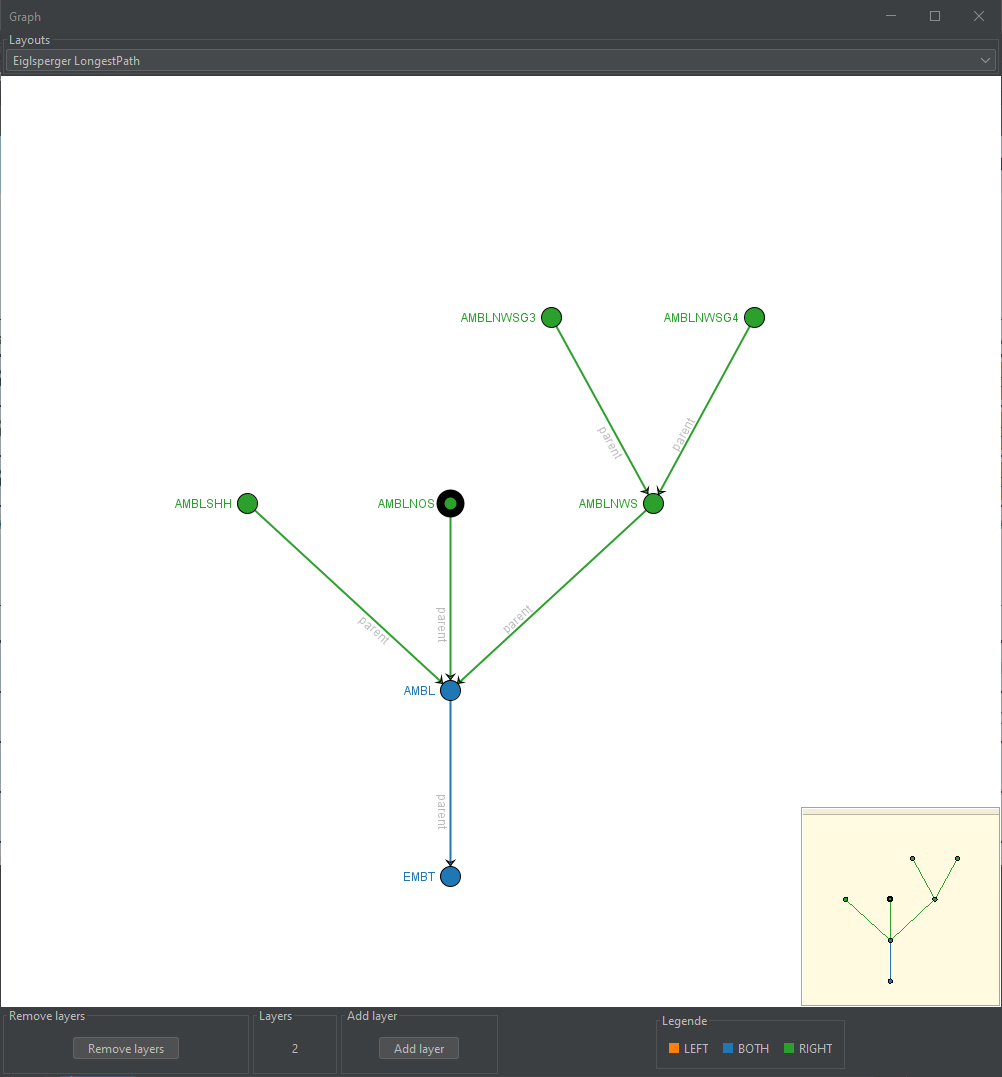 Graph
Layouts
Eiglsperger LongestPath
AMBLNWSG3
AMBLNWSG4
parent
parent
AMBLSHH
AMBLNOS
AMBLNWS
parent
parent
parent
AMBL
parent
EMBT
Remove layers
Layers
Add layer
Legende
Remove layers
2
Add layer
LEFT
BOTH
RIGHT